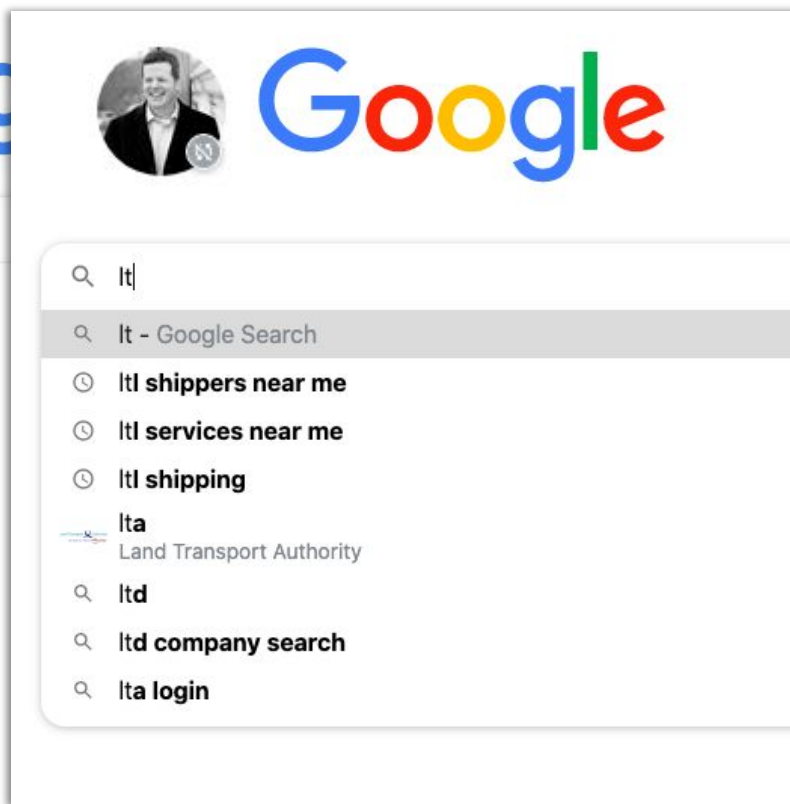 Google
lt
lt - Google Search
ltl shippers near me
ltl services near me
ltl shipping
lta
Land Transport Authority
ltd
ltd company search
lta login